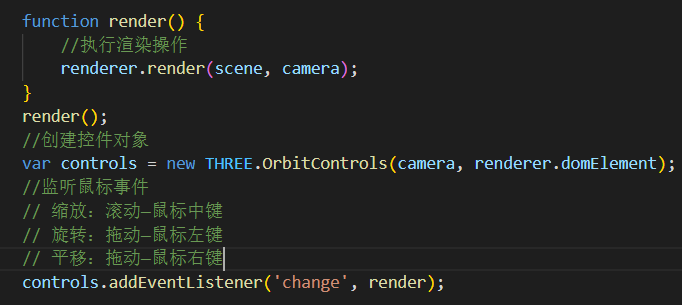 function render() {
//执行渲染操作
renderer.render(scene, camera);
}
render();
//创建控件对象
var controls = new THREE.OrbitControls(camera, renderer.domElement);
//监听鼠标事件
// 缩放：滚动—鼠标中键
// 旋转：拖动—鼠标左键
// 平移：拖动—鼠标右键
controls.addEventListener('change', render);